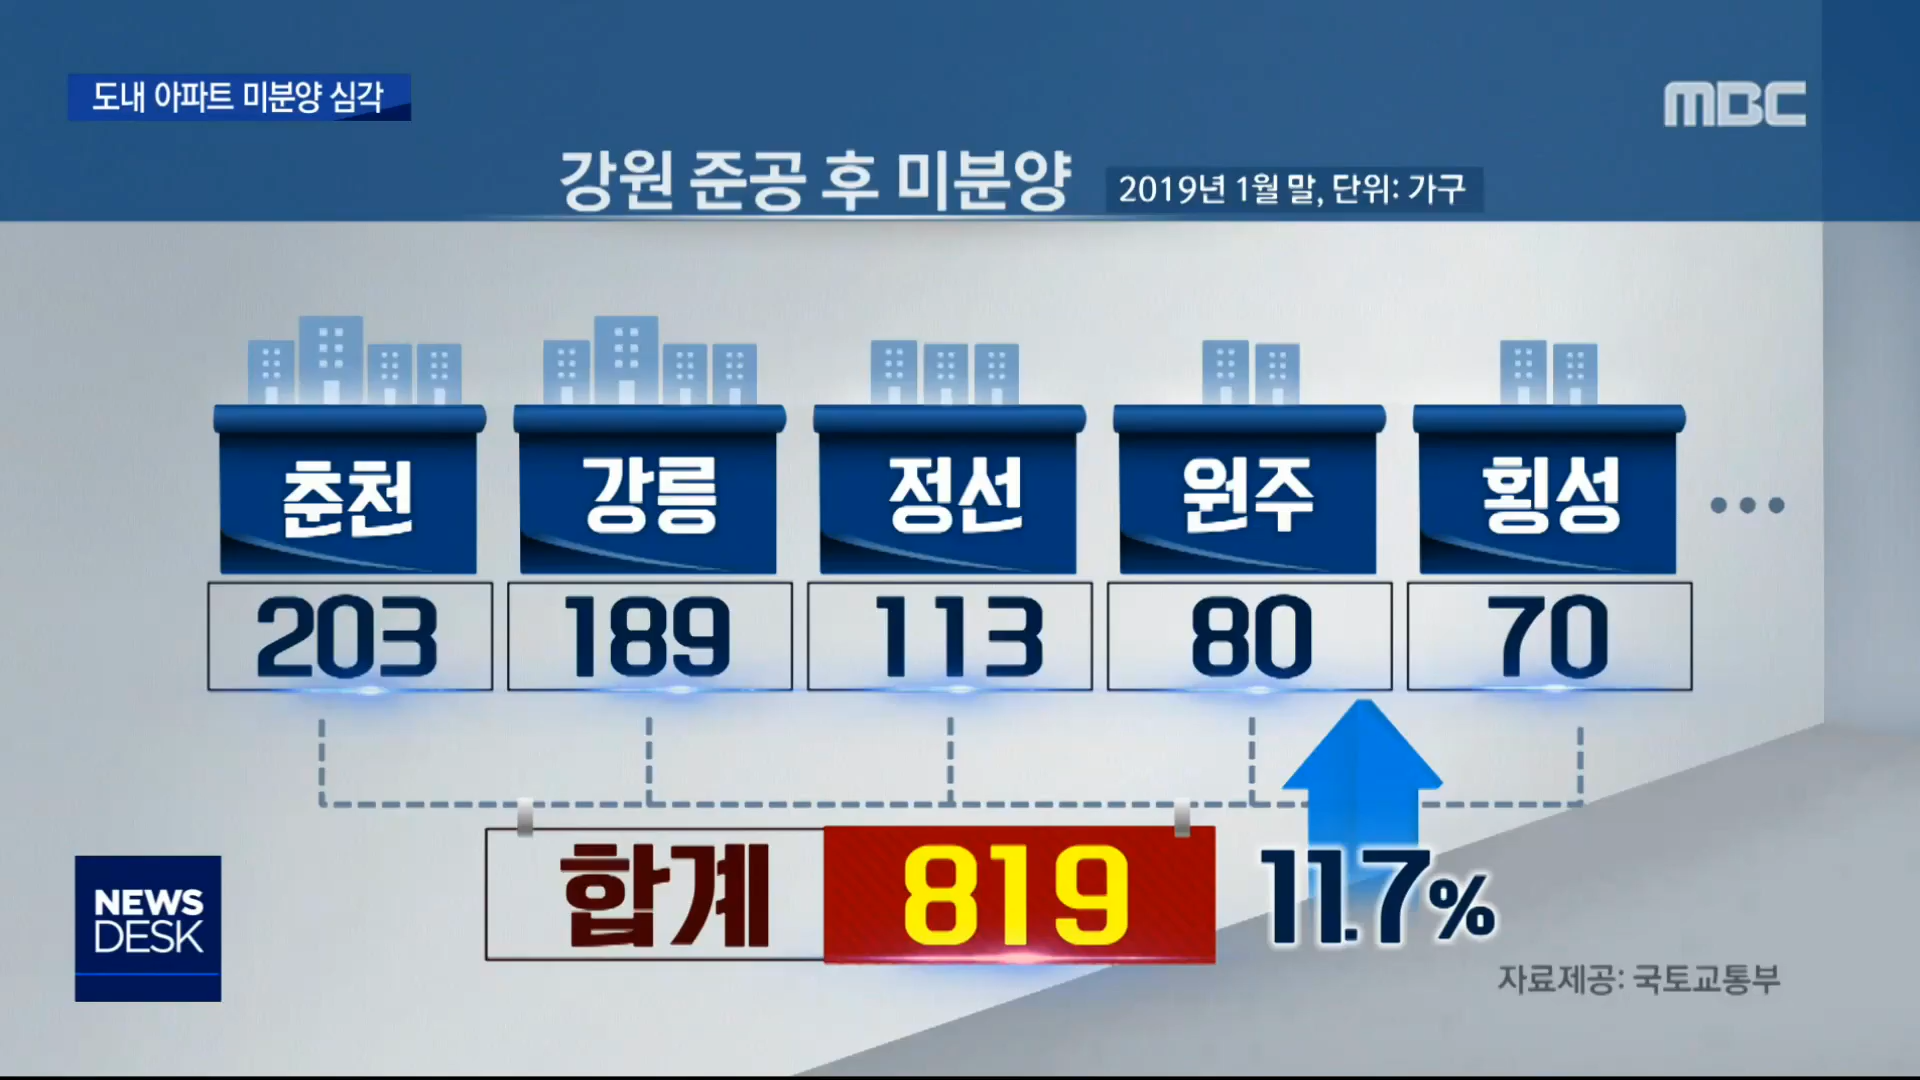 도내 아파트 미분양 심각
MBC
강원 준공 후 미분양
2019년 1월 말, 단위: 가구
춘천 강릉 정선 원주 횡성 •••
203 189 113 80 70
합계 819 11.7%
NEWS
DESK
자료제공: 국토교통부